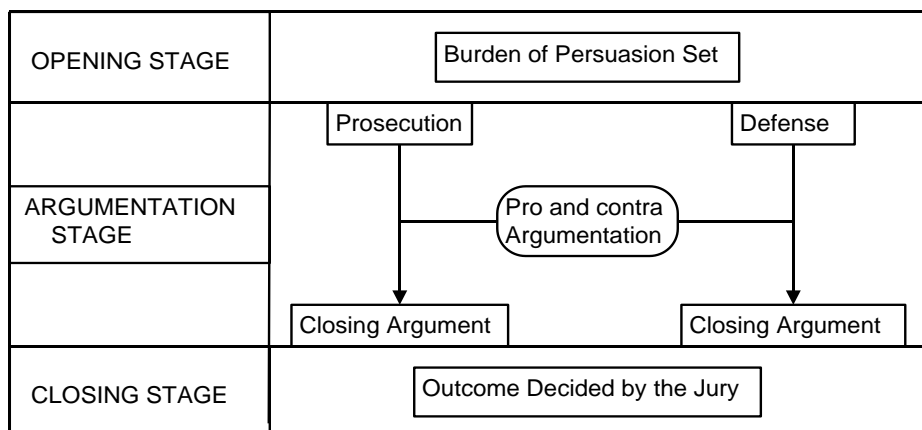 OPENING STAGE
Burden of Persuasion Set
Prosecution
Defense
ARGUMENTATION
STAGE
Pro and contra
Argumentation
Closing Argument
Closing Argument
CLOSING STAGE
Outcome Decided by the Jury